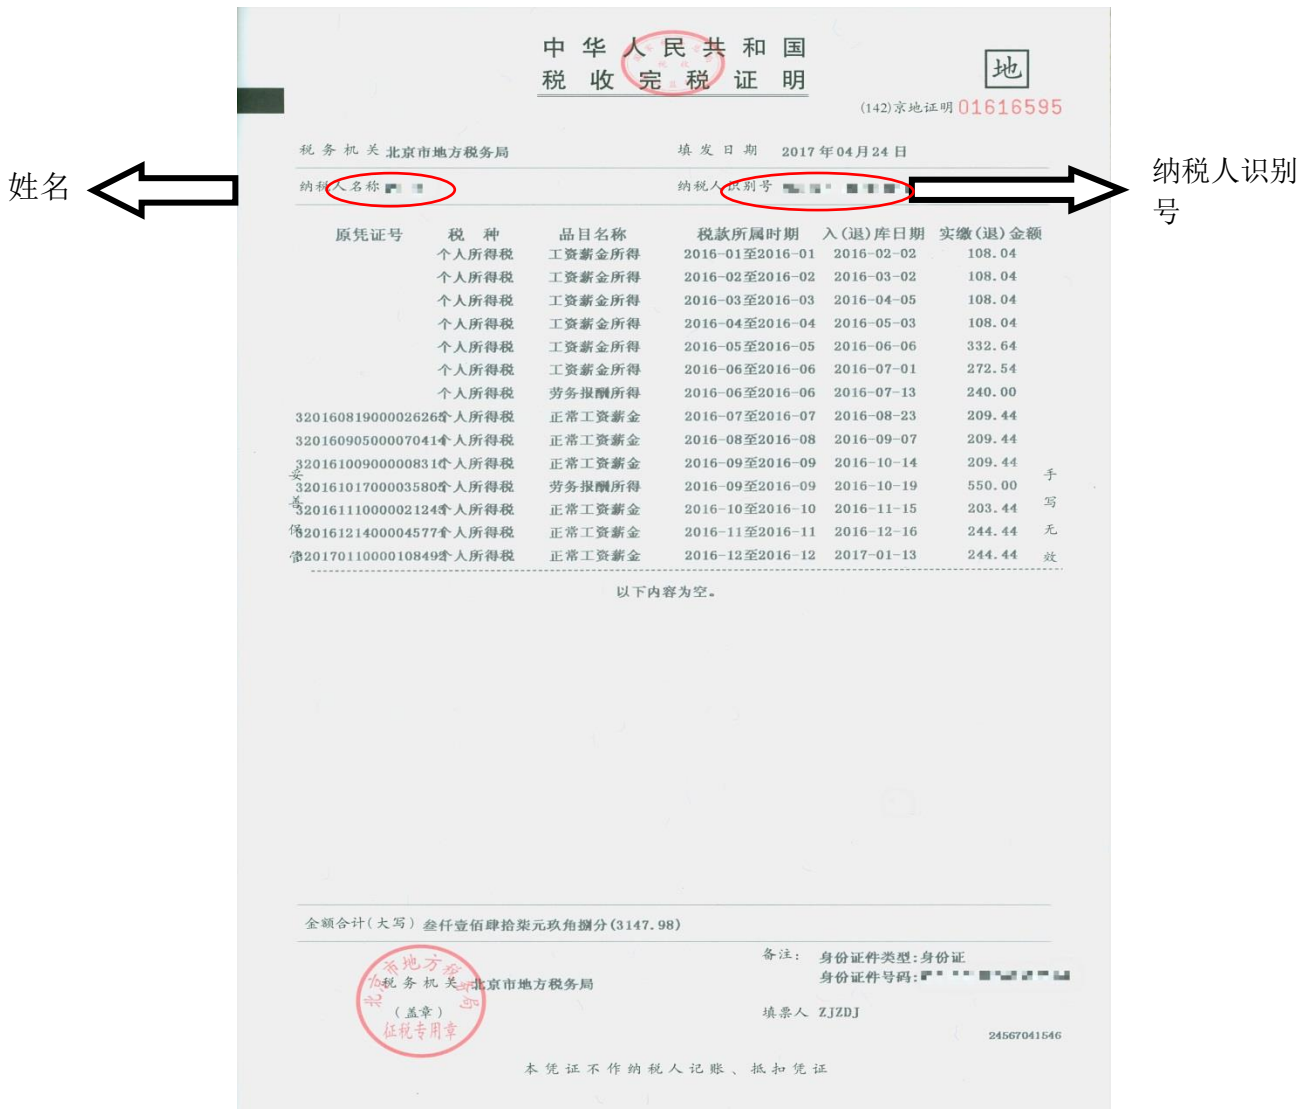 中华人民共和国
税收完税证明
地
(142)京地证明 01616595
税务机关 北京市地方税务局 填发日期 2017年04月24日
姓名
纳税人名称 纳税人识别号
纳税人识别号
原凭证号 税种 品目名称 税款所属时期 入(退)库日期 实缴(退)金额
个人所得税 工资薪金所得 2016-01至2016-01 2016-02-02 108.04
个人所得税 工资薪金所得 2016-02至2016-02 2016-03-02 108.04
个人所得税 工资薪金所得 2016-03至2016-03 2016-04-05 108.04
个人所得税 工资薪金所得 2016-04至2016-04 2016-05-03 108.04
个人所得税 工资薪金所得 2016-05至2016-05 2016-06-06 332.64
个人所得税 工资薪金所得 2016-06至2016-06 2016-07-01 272.54
个人所得税 劳务报酬所得 2016-06至2016-06 2016-07-13 240.00
320160819000026265 个人所得税 正常工资薪金 2016-07至2016-07 2016-08-23 209.44
320160905000070414 个人所得税 正常工资薪金 2016-08至2016-08 2016-09-07 209.44
320161009000008310 个人所得税 正常工资薪金 2016-09至2016-09 2016-10-14 209.44
320161017000035805 个人所得税 劳务报酬所得 2016-09至2016-09 2016-10-19 550.00
个人所得税 正常工资薪金 2016-10至2016-10 2016-11-15 203.44
个人所得税 正常工资薪金 2016-11至2016-11 2016-12-16 244.44
个人所得税 正常工资薪金 2016-12至2016-12 2017-01-13 244.44
妥善保管
手写无效
以下内容为空。
金额合计(大写) 叁仟壹佰肆拾柒元玖角捌分(3147.98)
备注: 身份证件类型:身份证
身份证件号码:
税务机关 北京市地方税务局
(盖章)
填票人 ZJZDJ
北京市地方税务局
征税专用章
24567041546
本凭证不作纳税人记账、抵扣凭证